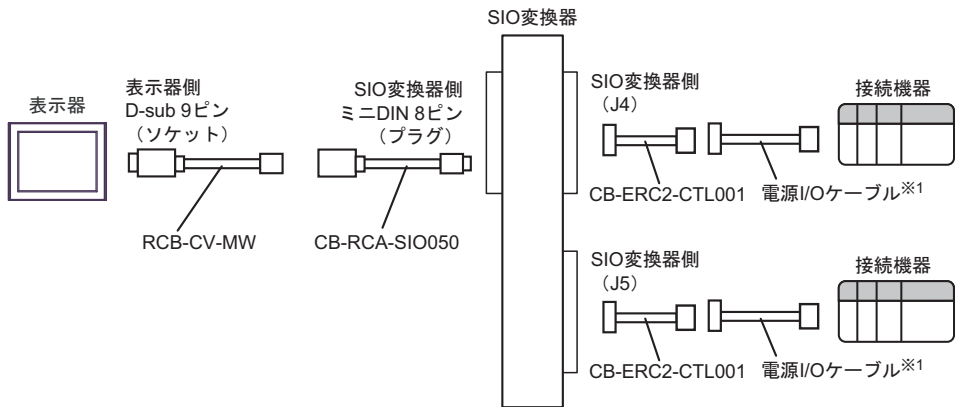 SIO変換器
表示器
表示器側
D-sub 9ピン
（ソケット）
RCB-CV-MW
SIO変換器側
ミニDIN 8ピン
（プラグ）
CB-RCA-SIO050
SIO変換器側
（J4）
接続機器
CB-ERC2-CTL001
電源I/Oケーブル※1
SIO変換器側
（J5）
接続機器
CB-ERC2-CTL001
電源I/Oケーブル※1